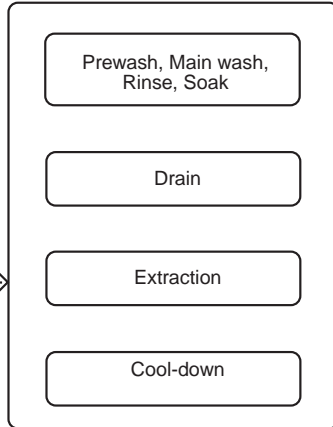 Prewash, Main wash,
Rinse, Soak
Drain
Extraction
Cool-down